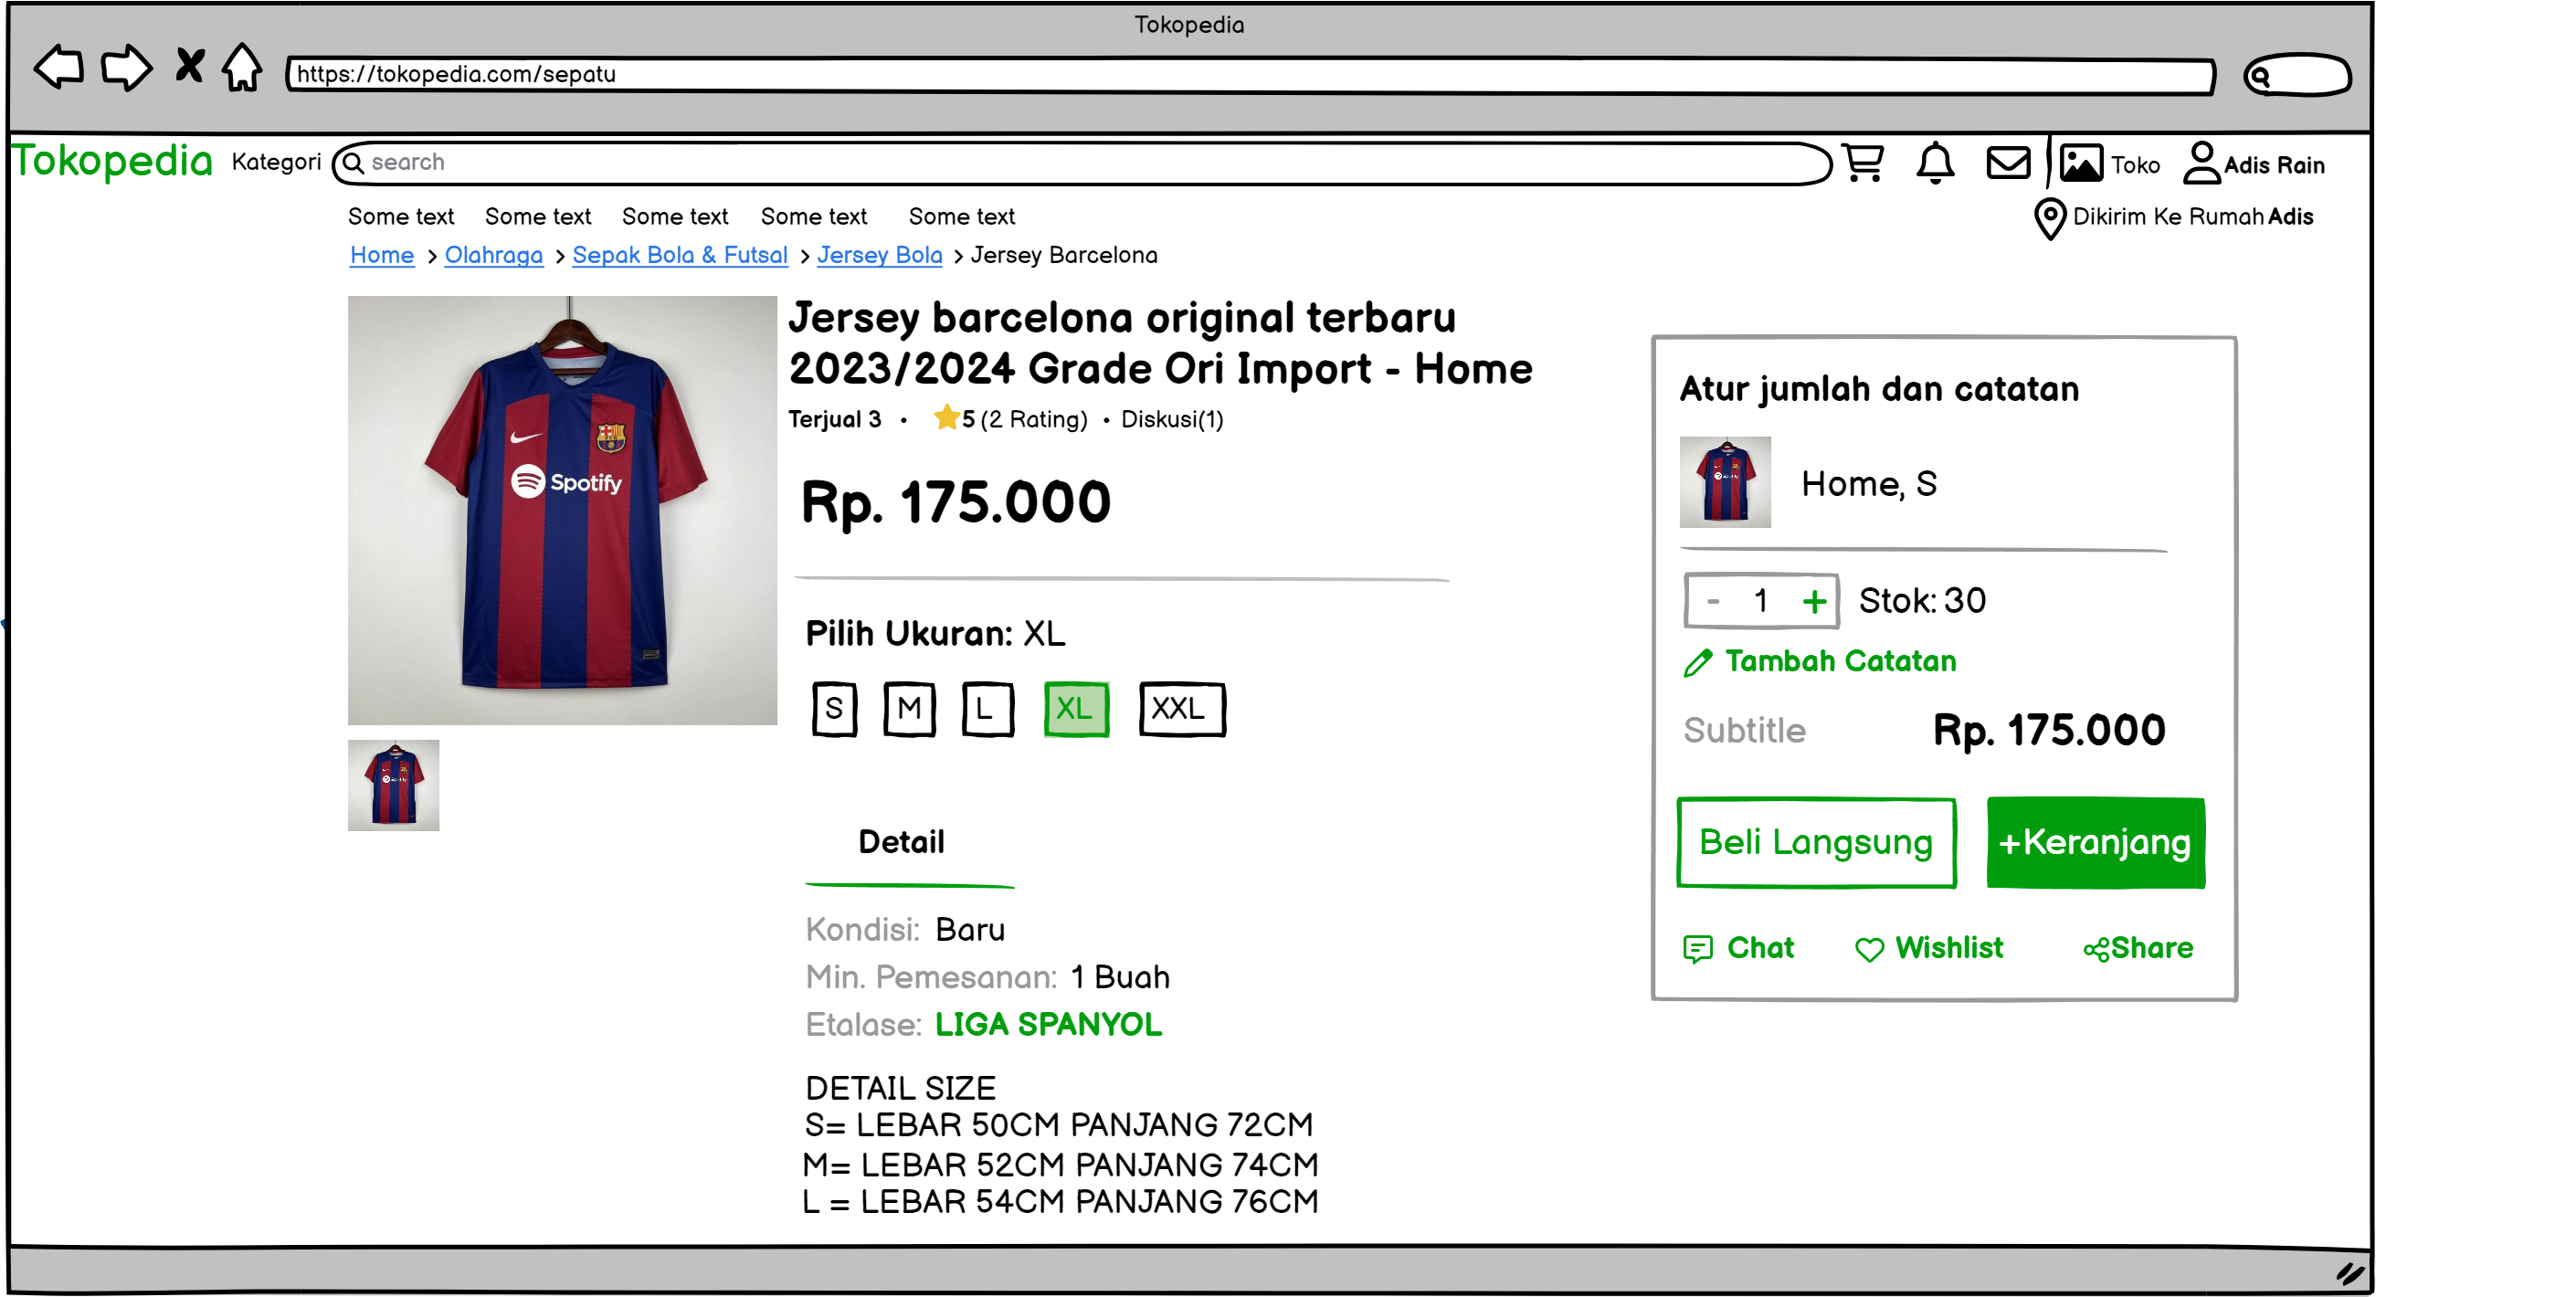 Tokopedia
https://tokopedia.com/sepatu
Tokopedia Kategori search Toko Adis Rain
Some text Some text Some text Some text Some text Dikirim Ke Rumah Adis
Home > Olahraga > Sepak Bola & Futsal > Jersey Bola > Jersey Barcelona
Jersey barcelona original terbaru
2023/2024 Grade Ori Import - Home
Terjual 3 • 5 (2 Rating) • Diskusi(1)
Rp. 175.000
Spotify
Pilih Ukuran: XL
S M L XL XXL
Detail
Kondisi: Baru
Min. Pemesanan: 1 Buah
Etalase: LIGA SPANYOL
DETAIL SIZE
S= LEBAR 50CM PANJANG 72CM
M= LEBAR 52CM PANJANG 74CM
L = LEBAR 54CM PANJANG 76CM
Atur jumlah dan catatan
Home, S
- 1 + Stok: 30
Tambah Catatan
Subtitle Rp. 175.000
Beli Langsung +Keranjang
Chat Wishlist Share